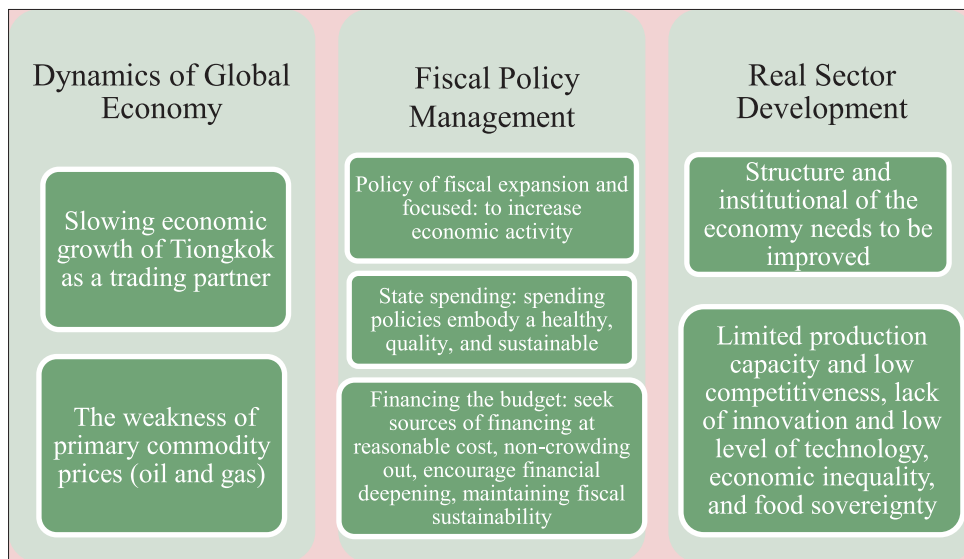 Dynamics of Global
Economy
Slowing economic
growth of Tiongkok
as a trading partner
The weakness of
primary commodity
prices (oil and gas)
Fiscal Policy
Management
Policy of fiscal expansion and
focused: to increase
economic activity
State spending: spending
policies embody a healthy,
quality, and sustainable
Financing the budget: seek
sources of financing at
reasonable cost, non-crowding
out, encourage financial
deepening, maintaining fiscal
sustainability
Real Sector
Development
Structure and
institutional of the
economy needs to be
improved
Limited production
capacity and low
competitiveness, lack
of innovation and low
level of technology,
economic inequality,
and food sovereignty